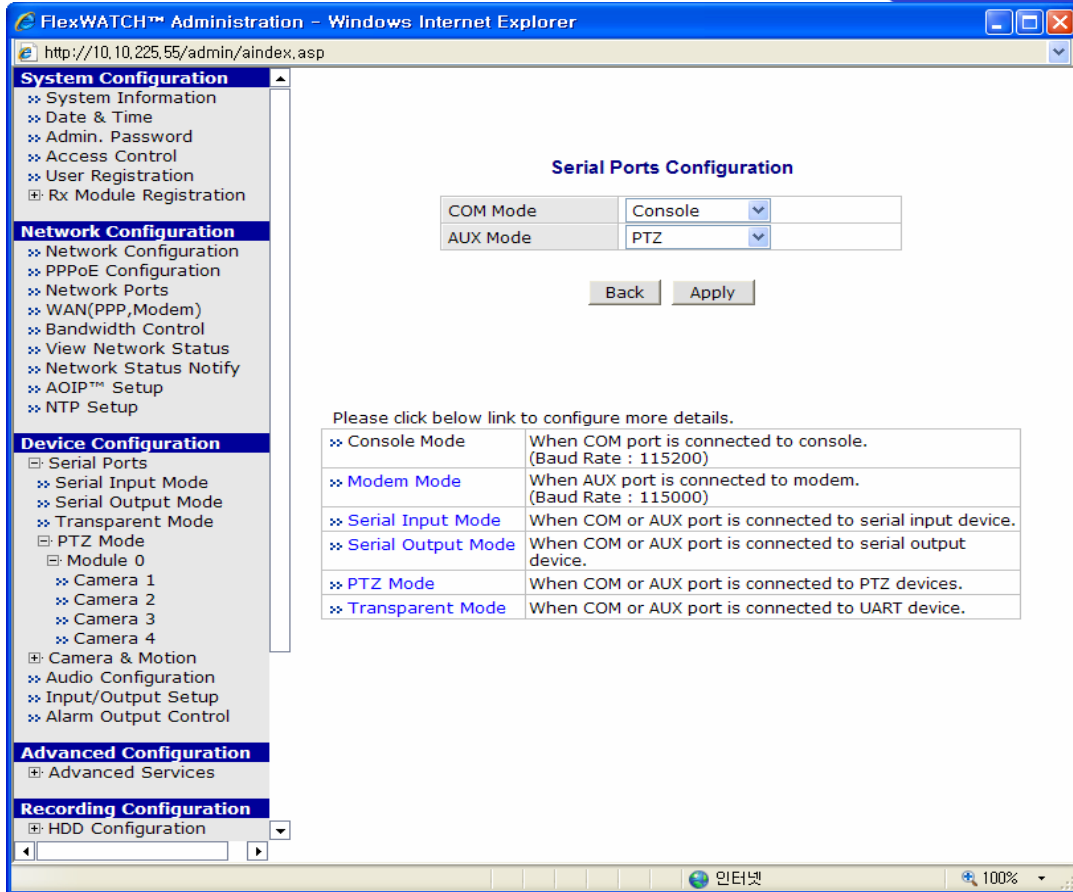 FlexWATCH™ Administration - Windows Internet Explorer
http://10,10,225,55/admin/aindex,asp
System Configuration
System Information
Date & Time
Admin. Password
Access Control
User Registration
Rx Module Registration
Network Configuration
Network Configuration
PPPoE Configuration
Network Ports
WAN(PPP,Modem)
Bandwidth Control
View Network Status
Network Status Notify
AOIP™ Setup
NTP Setup
Device Configuration
Serial Ports
Serial Input Mode
Serial Output Mode
Transparent Mode
PTZ Mode
Module 0
Camera 1
Camera 2
Camera 3
Camera 4
Camera & Motion
Audio Configuration
Input/Output Setup
Alarm Output Control
Advanced Configuration
Advanced Services
Recording Configuration
HDD Configuration
Serial Ports Configuration
COM Mode Console
AUX Mode PTZ
Back Apply
Please click below link to configure more details.
Console Mode When COM port is connected to console.
(Baud Rate : 115200)
Modem Mode When AUX port is connected to modem.
(Baud Rate : 115000)
Serial Input Mode When COM or AUX port is connected to serial input device.
Serial Output Mode When COM or AUX port is connected to serial output
device.
PTZ Mode When COM or AUX port is connected to PTZ devices.
Transparent Mode When COM or AUX port is connected to UART device.
인터넷 100%